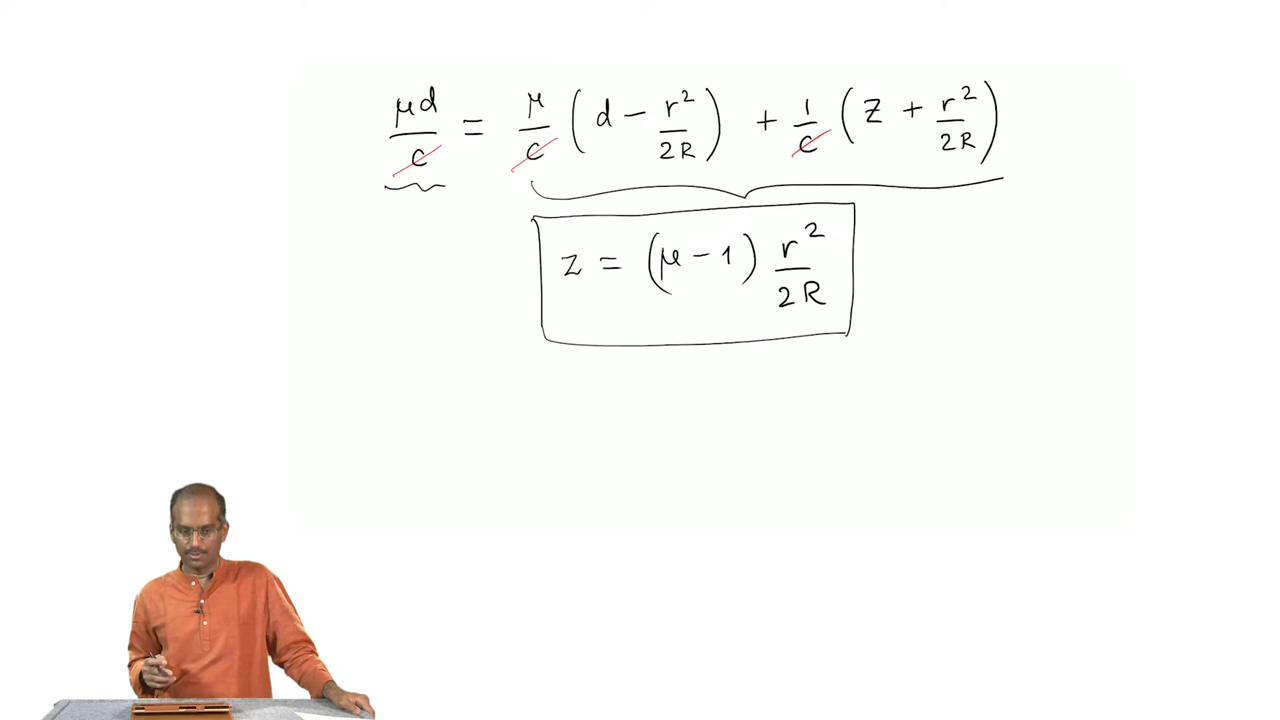 μd/c = μ/c (d − r²/2R) + 1/c (z + r²/2R)
z = (μ − 1) r²/2R